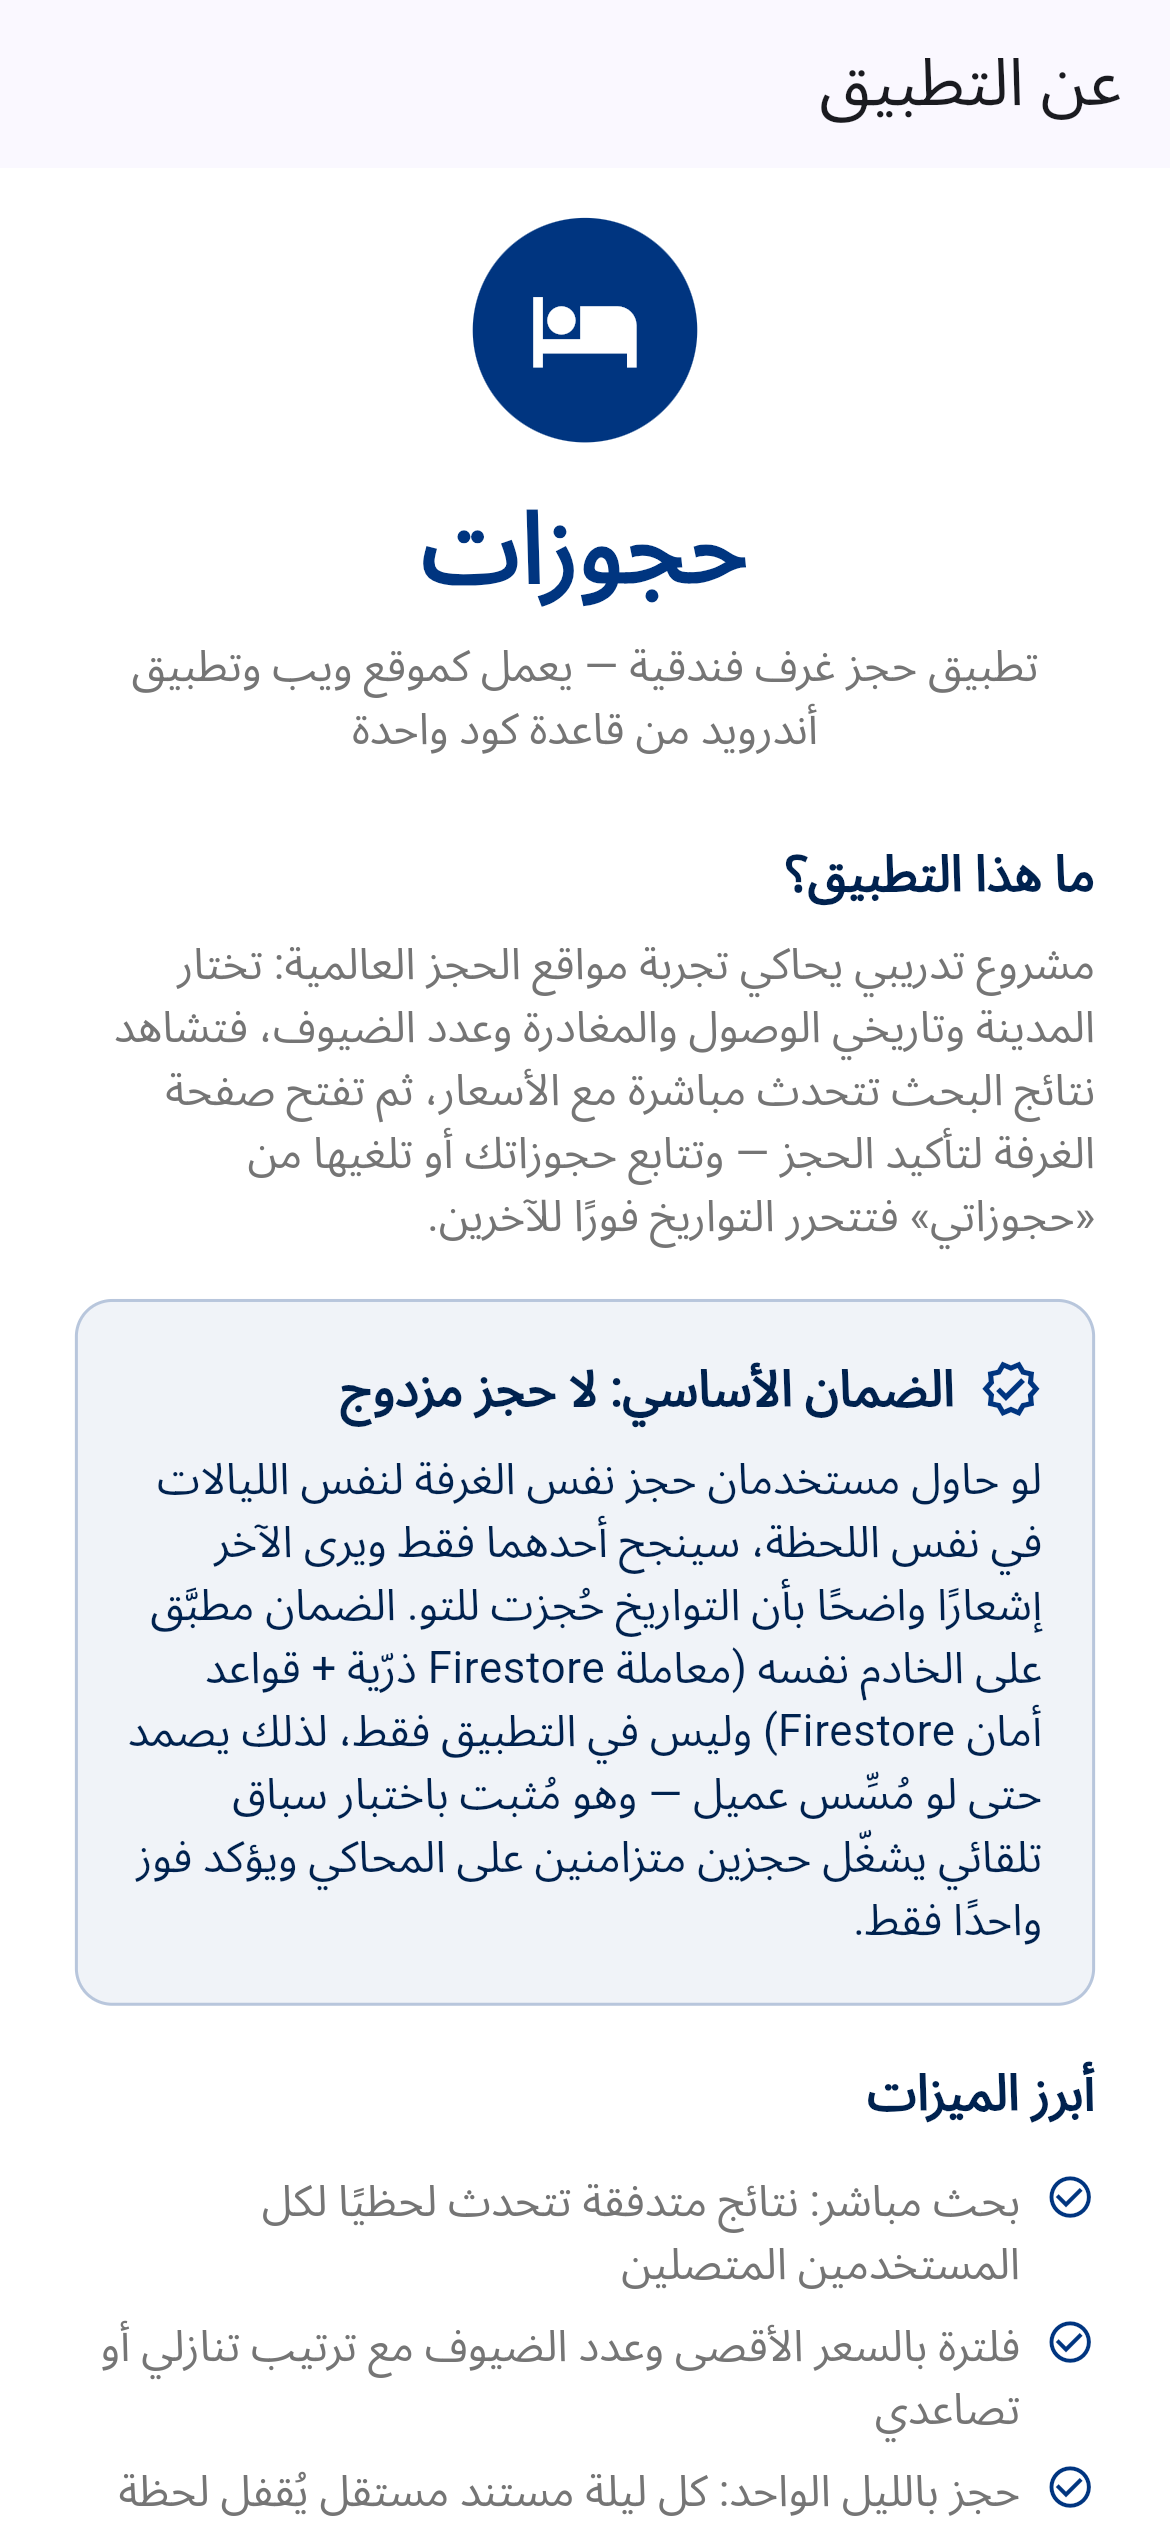 عن التطبيق
حجوزات
تطبيق حجز غرف فندقية — يعمل كموقع ويب وتطبيق
أندرويد من قاعدة كود واحدة
ما هذا التطبيق؟
مشروع تدريبي يحاكي تجربة مواقع الحجز العالمية: تختار
المدينة وتاريخي الوصول والمغادرة وعدد الضيوف، فتشاهد
نتائج البحث تتحدث مباشرة مع الأسعار، ثم تفتح صفحة
الغرفة لتأكيد الحجز — وتتابع حجوزاتك أو تلغيها من
«حجوزاتي» فتتحرر التواريخ فورًا للآخرين.
الضمان الأساسي: لا حجز مزدوج
لو حاول مستخدمان حجز نفس الغرفة لنفس الليالات
في نفس اللحظة، سينجح أحدهما فقط ويرى الآخر
إشعارًا واضحًا بأن التواريخ حُجزت للتو. الضمان مطبَّق
على الخادم نفسه (معاملة Firestore ذرّية + قواعد
أمان Firestore) وليس في التطبيق فقط، لذلك يصمد
حتى لو مُسِّس عميل — وهو مُثبت باختبار سباق
تلقائي يشغّل حجزين متزامنين على المحاكي ويؤكد فوز
واحدًا فقط.
أبرز الميزات
بحث مباشر: نتائج متدفقة تتحدث لحظيًا لكل
المستخدمين المتصلين
فلترة بالسعر الأقصى وعدد الضيوف مع ترتيب تنازلي أو
تصاعدي
حجز بالليل الواحد: كل ليلة مستند مستقل يُقفل لحظة